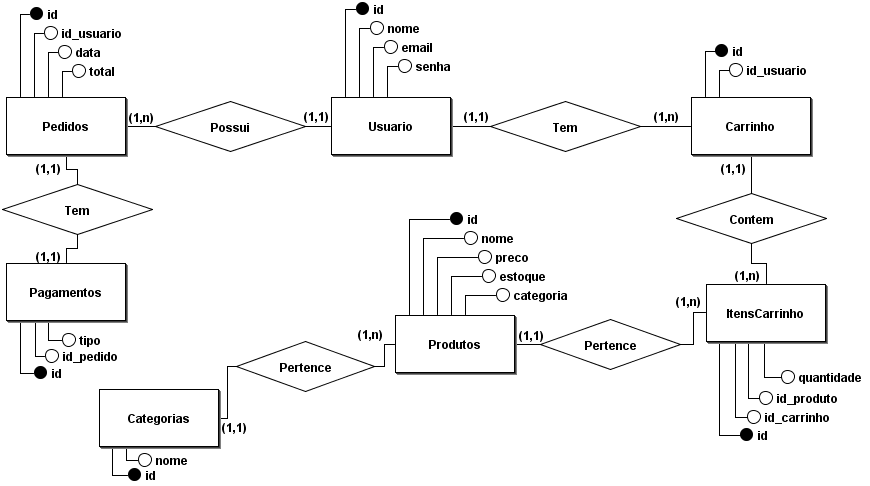 id
id_usuario
data
total
id
nome
email
senha
id
id_usuario
Pedidos
(1,n)
Possui
(1,1)
Usuario
(1,1)
Tem
(1,n)
Carrinho
(1,1)
Tem
(1,1)
Pagamentos
tipo
id_pedido
id
(1,1)
Contem
(1,n)
ItensCarrinho
quantidade
id_produto
id_carrinho
id
id
nome
preco
estoque
categoria
(1,n)
Produtos
(1,1)
Pertence
(1,n)
Pertence
Categorias
(1,1)
nome
id